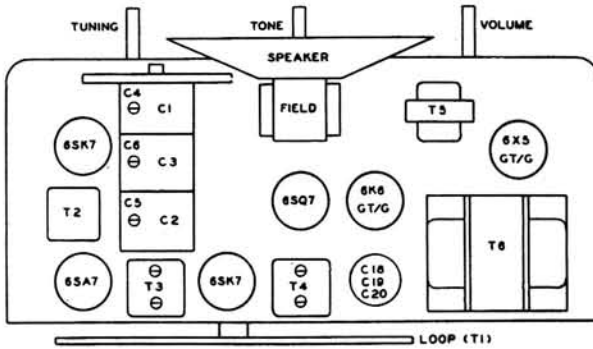 TUNING
TONE
VOLUME
SPEAKER
C4
C1
FIELD
T5
6SK7
C6
C3
6X5
GT/G
T2
C5
C2
6SQ7
6K6
GT/G
T6
6SA7
T3
6SK7
T4
C18
C19
C20
LOOP (T1)